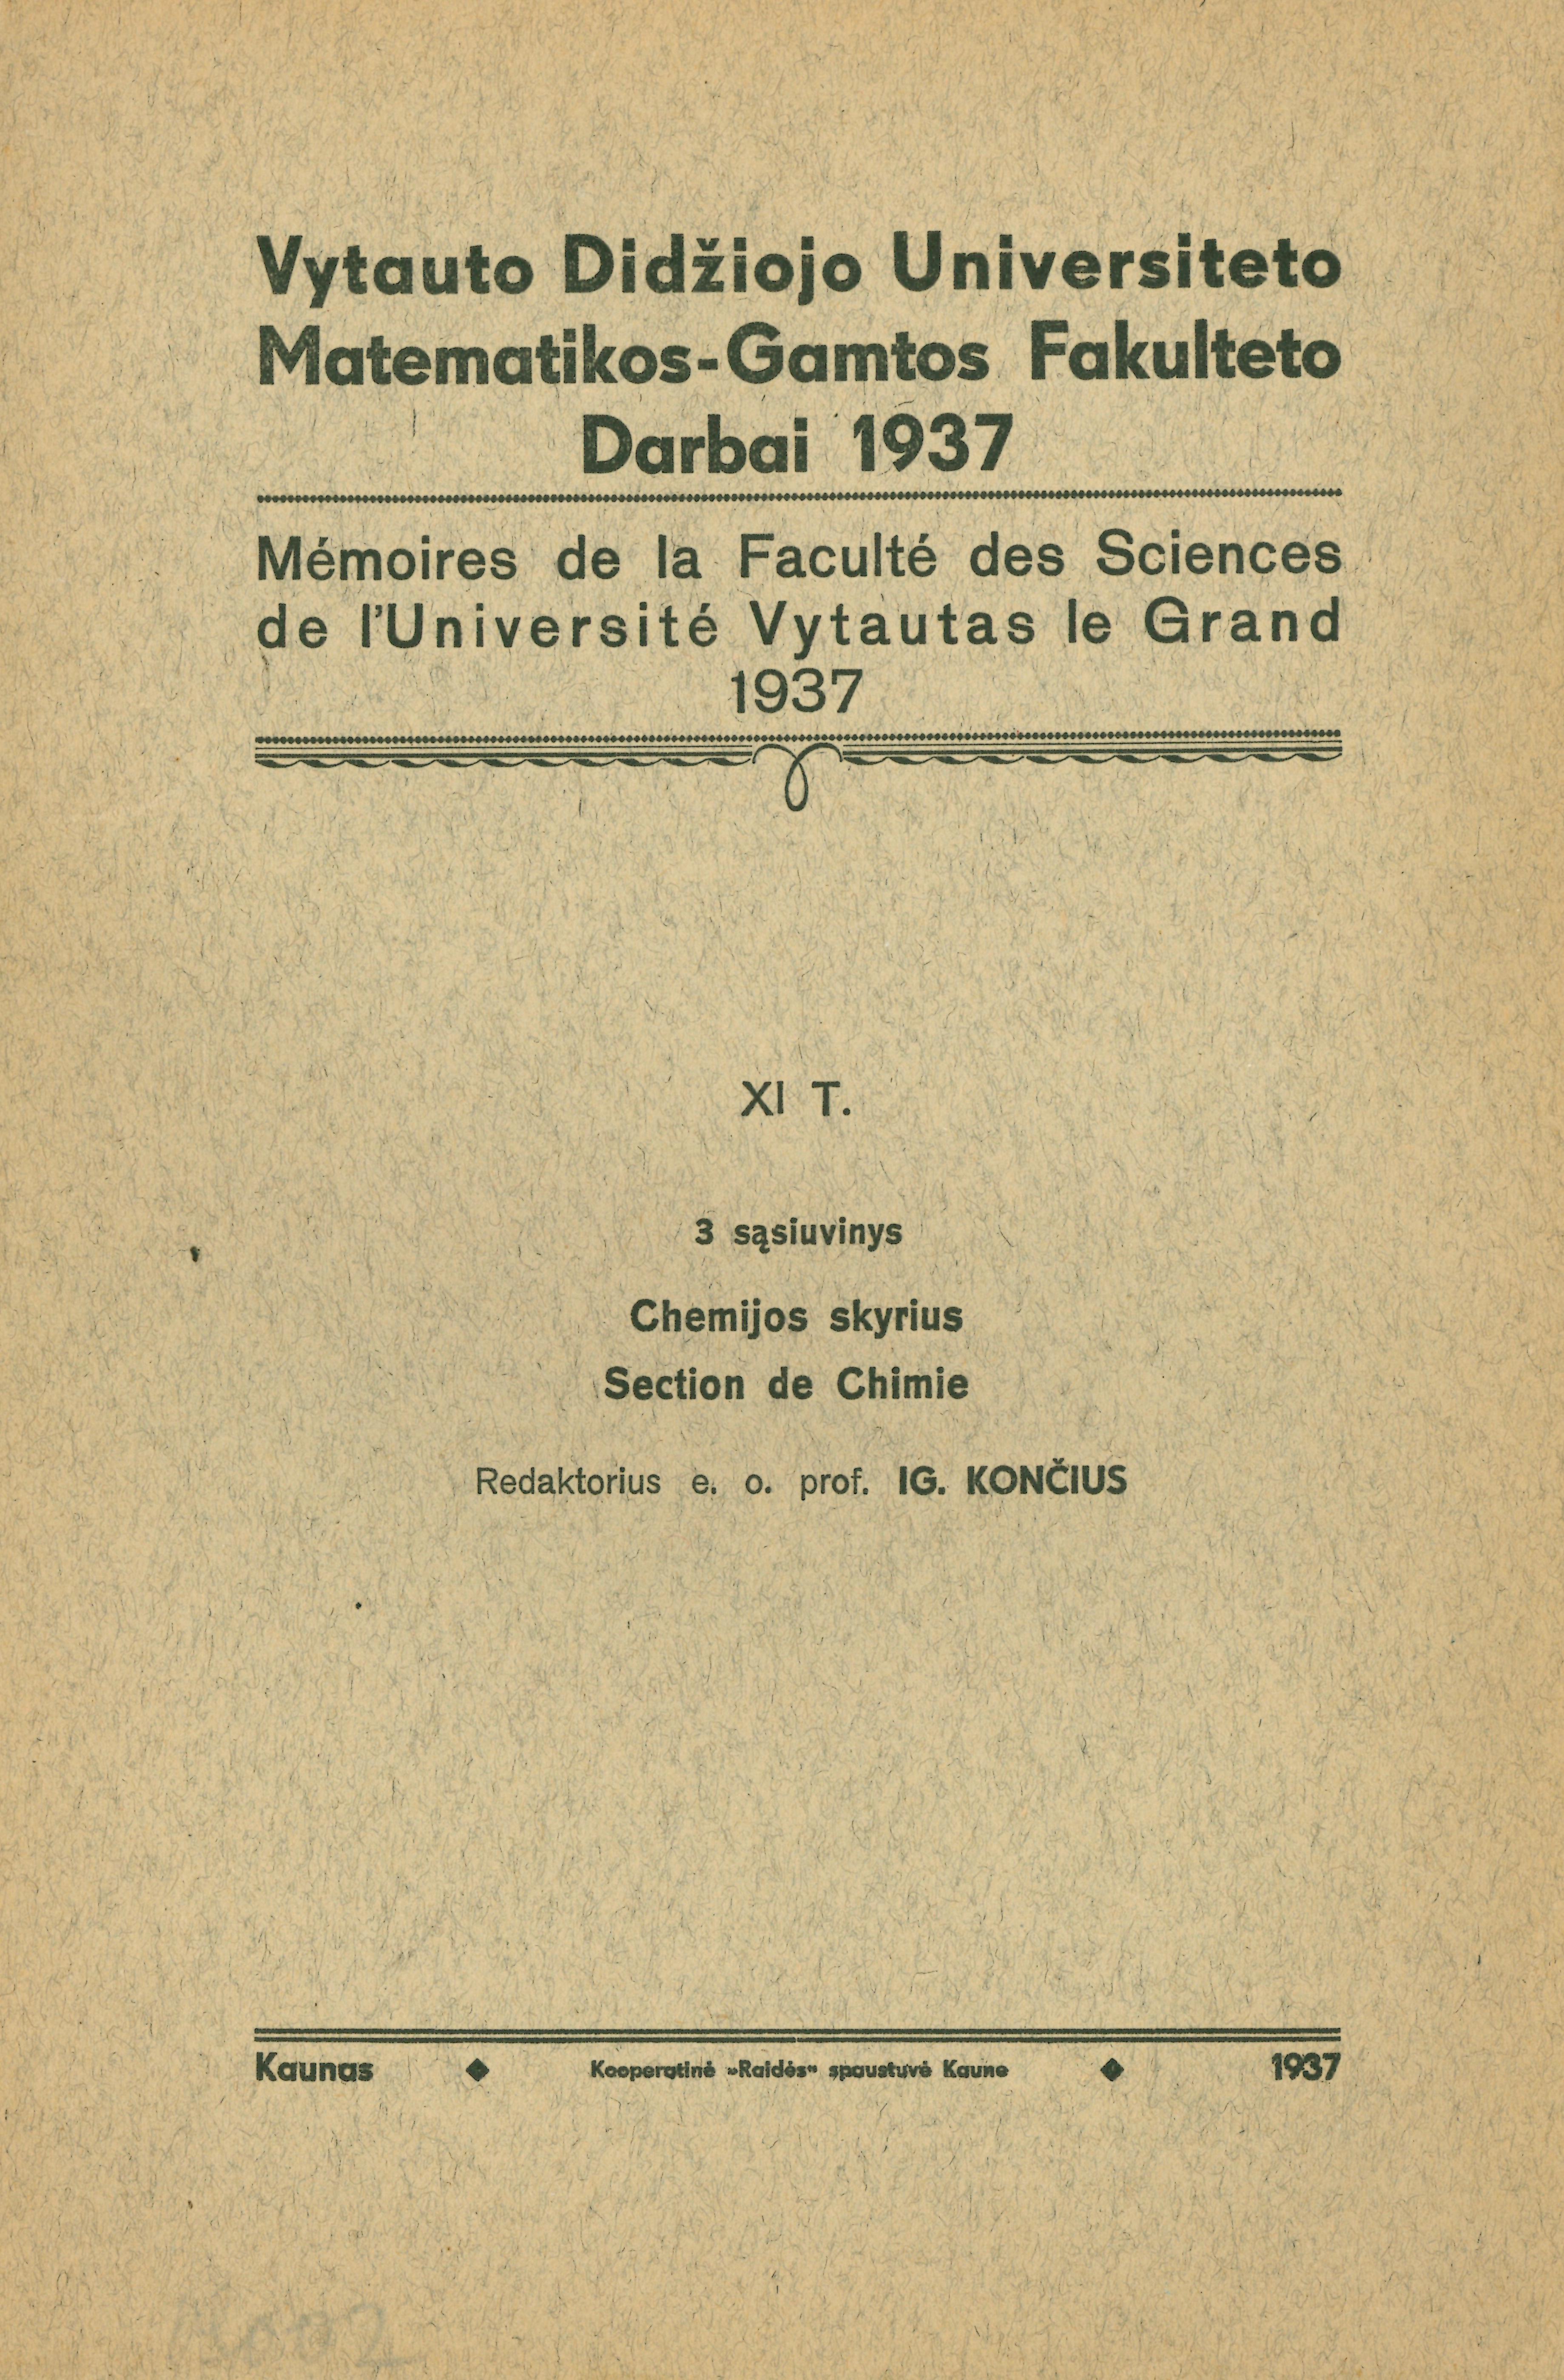 Vytauto Didžiojo Universiteto
Matematikos-Gamtos Fakulteto
Darbai 1937
Mémoires de la Faculté des Sciences
de l'Université Vytautas le Grand
1937
XI T.
3 sąsiuvinys
Chemijos skyrius
Section de Chimie
Redaktorius e. o. prof. IG. KONČIUS
Kaunas ◆ Kooperatinė »Raidės« spaustuvė Kaune ◆ 1937